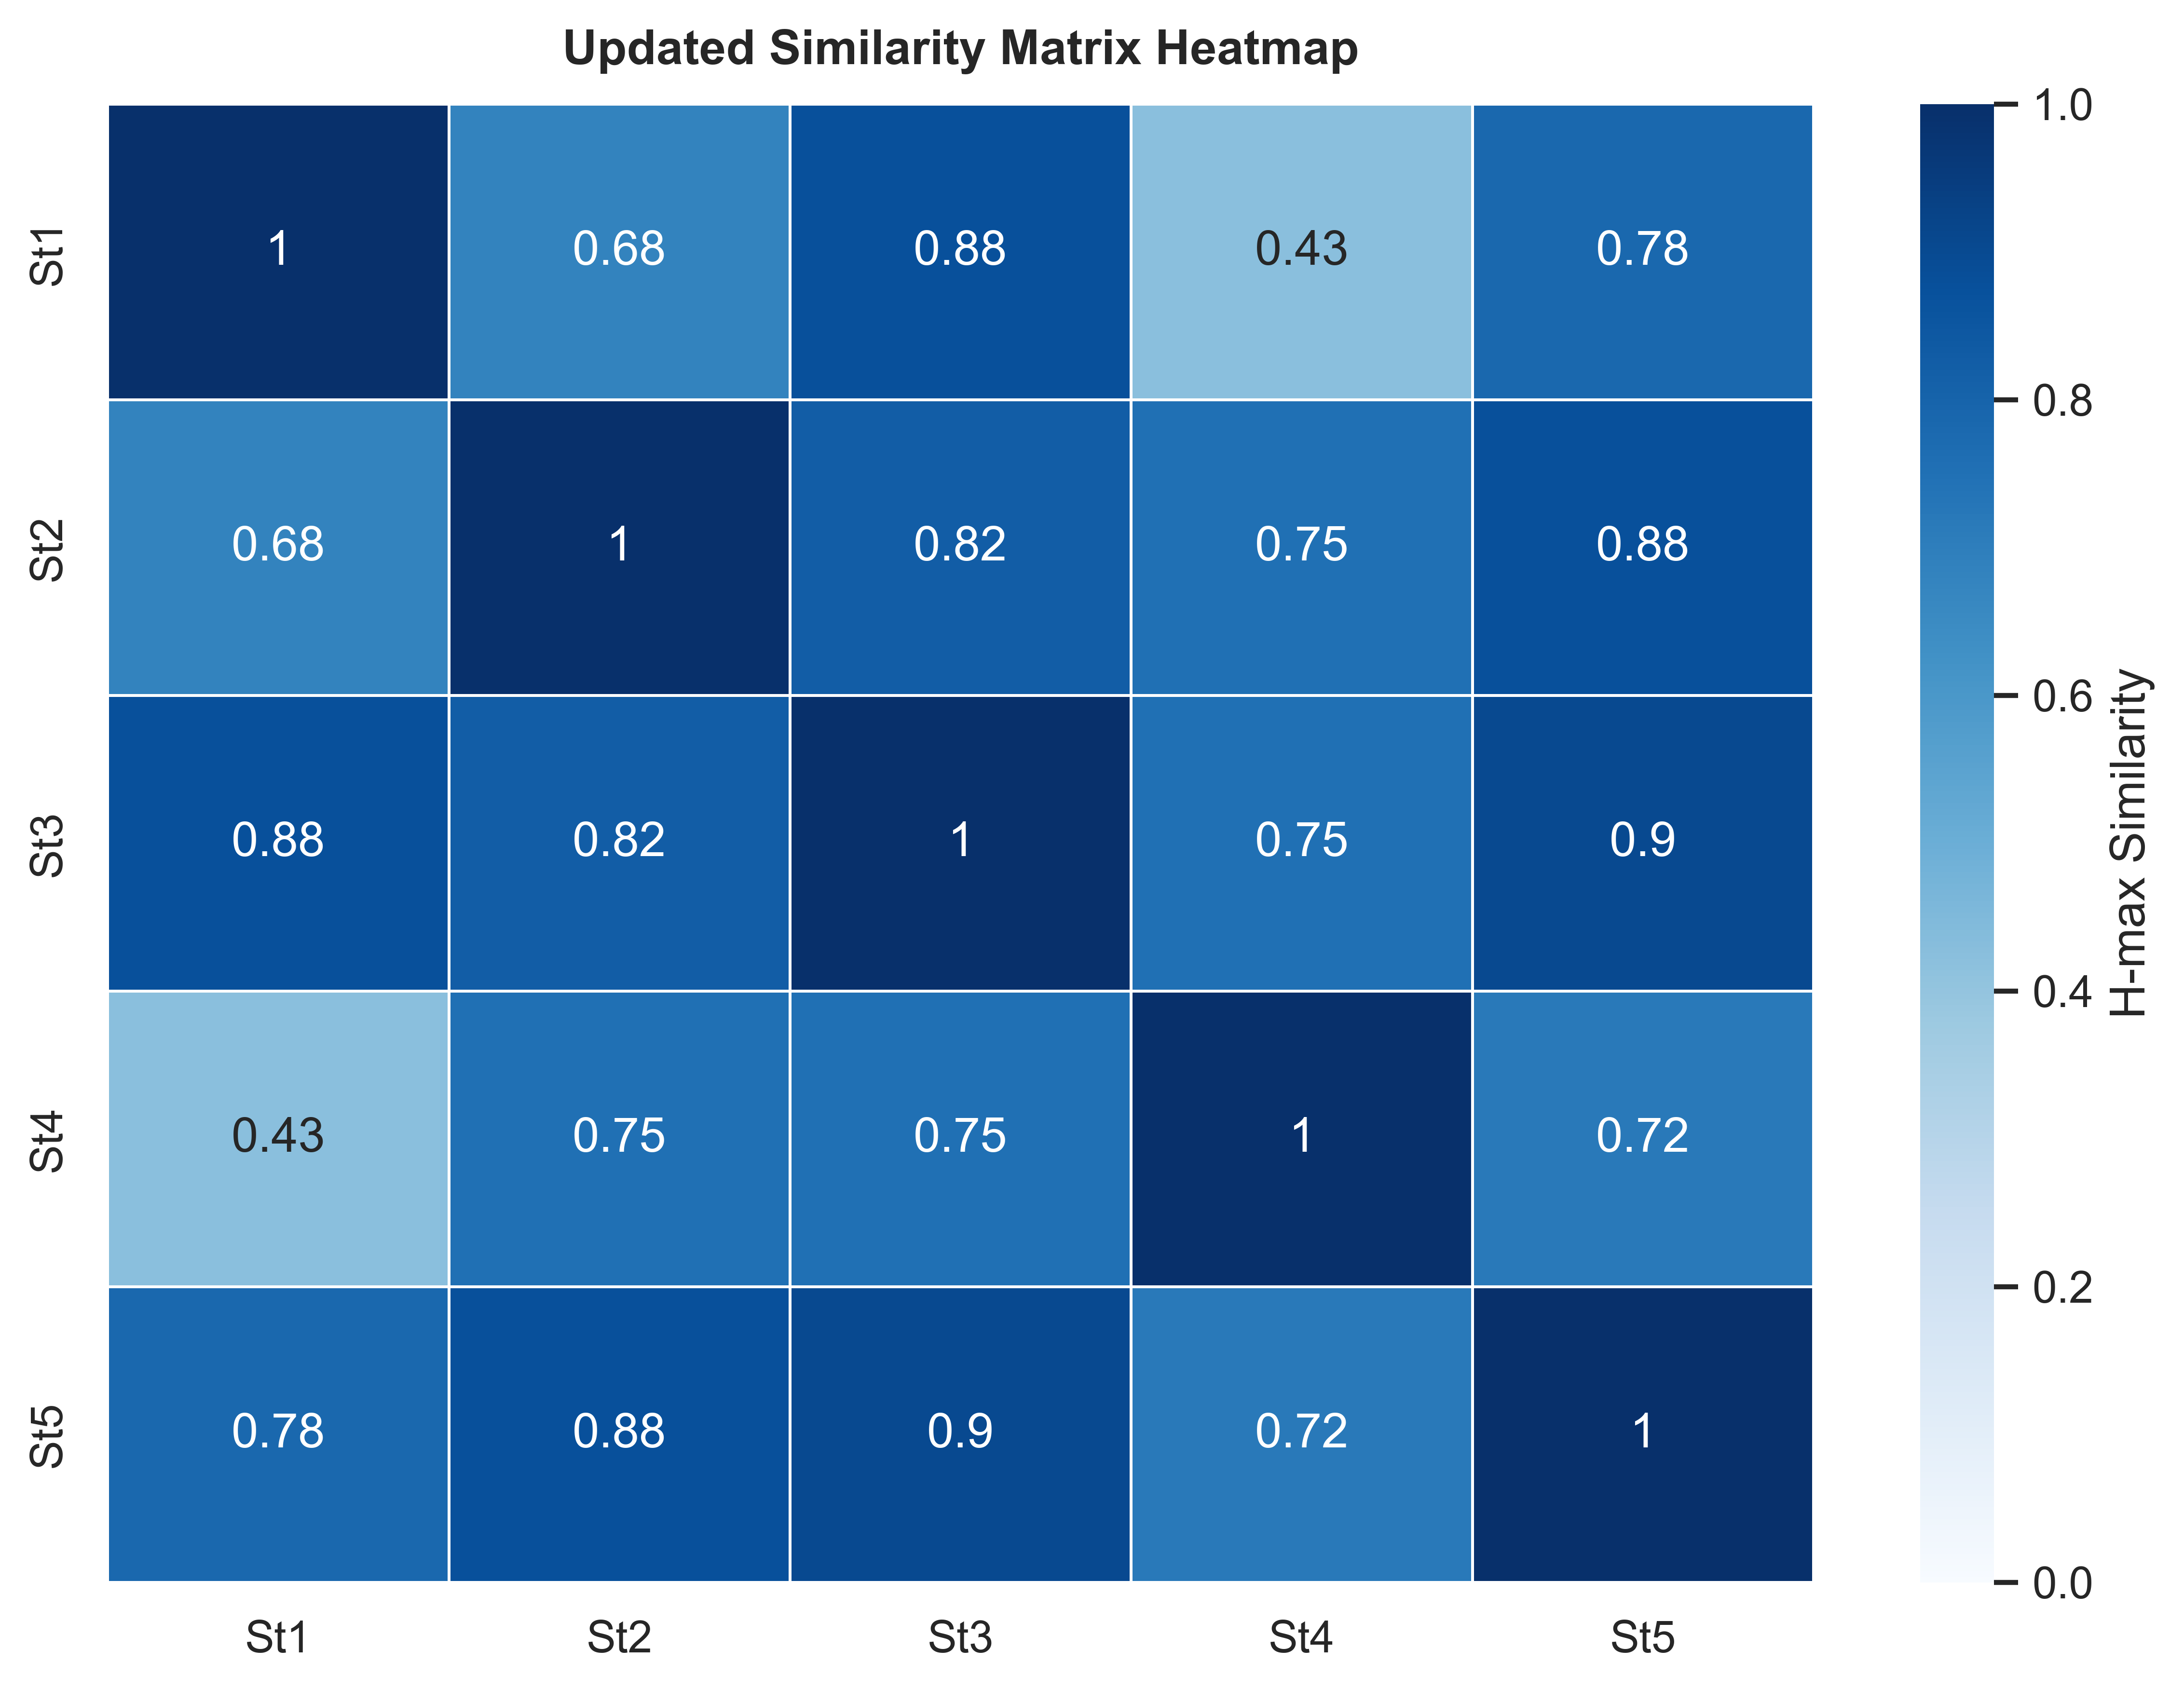 Updated Similarity Matrix Heatmap
St1 1 0.68 0.88 0.43 0.78
St2 0.68 1 0.82 0.75 0.88
St3 0.88 0.82 1 0.75 0.9
St4 0.43 0.75 0.75 1 0.72
St5 0.78 0.88 0.9 0.72 1
St1 St2 St3 St4 St5
1.0
0.8
0.6
0.4
0.2
0.0
H-max Similarity